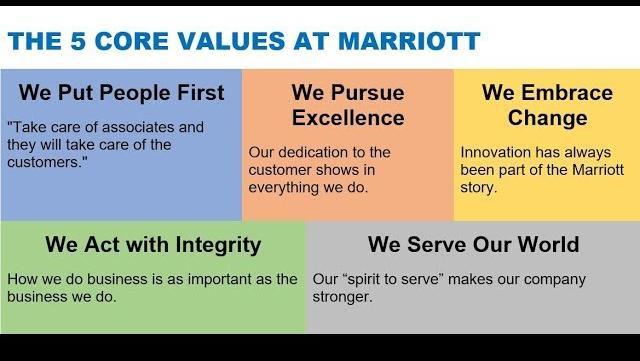 THE 5 CORE VALUES AT MARRIOTT
We Put People First
"Take care of associates and
they will take care of the
customers."
We Pursue
Excellence
Our dedication to the
customer shows in
everything we do.
We Embrace
Change
Innovation has always
been part of the Marriott
story.
We Act with Integrity
How we do business is as important as the
business we do.
We Serve Our World
Our “spirit to serve” makes our company
stronger.